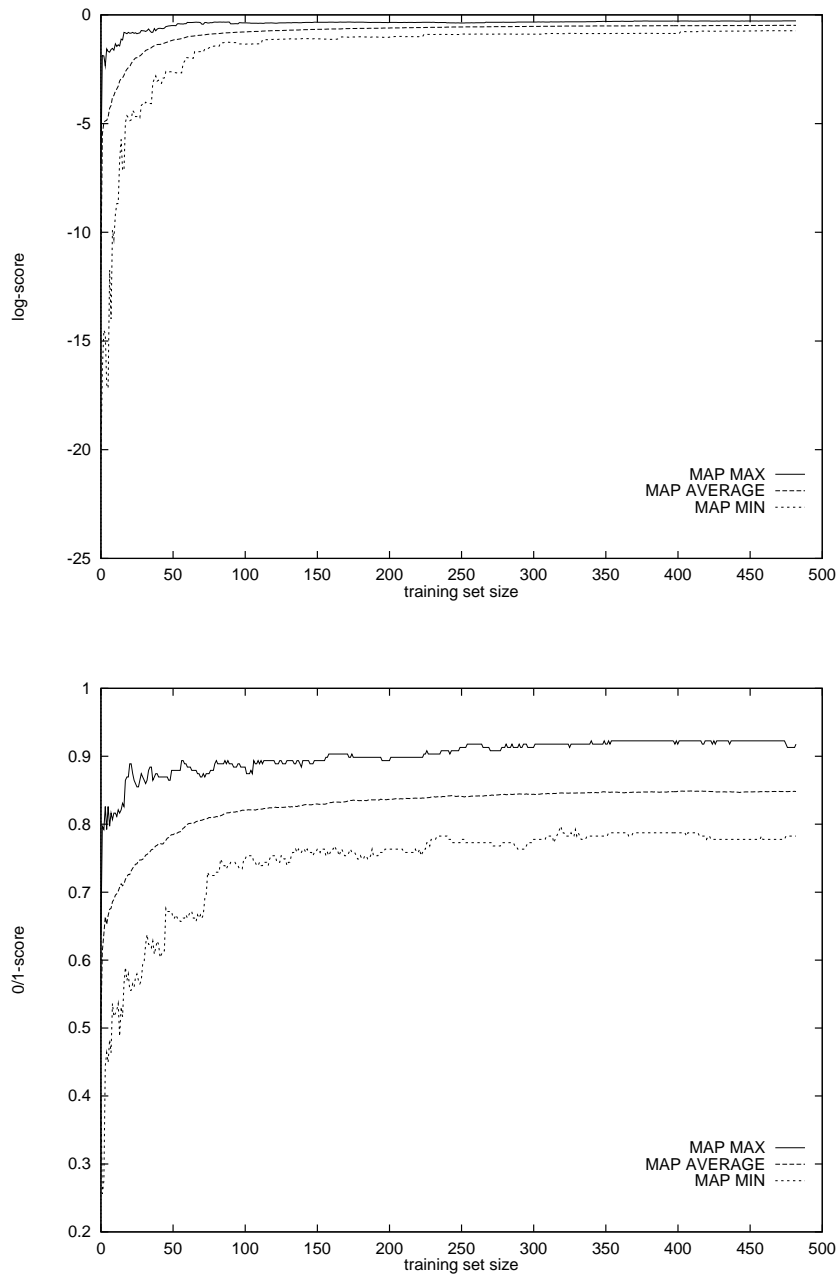 0
-5
-10
-15
-20
-25
log-score
MAP MAX
MAP AVERAGE
MAP MIN
0 50 100 150 200 250 300 350 400 450 500
training set size
1
0.9
0.8
0.7
0.6
0.5
0.4
0.3
0.2
0/1-score
MAP MAX
MAP AVERAGE
MAP MIN
0 50 100 150 200 250 300 350 400 450 500
training set size